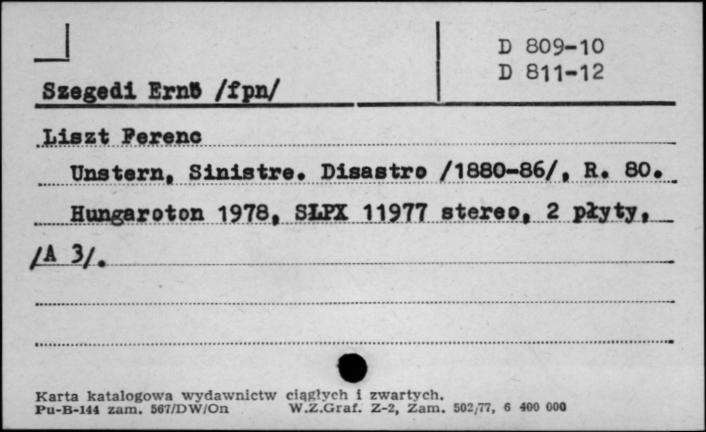 D 809-10
D 811-12
Szegedi Ernő /fpn/
Liszt Ferenc
Unstern, Sinistre. Disastro /1880-86/, R. 80.
Hungaroton 1978, SLPX 11977 stereo, 2 płyty,
/A 3/.
Karta katalogowa wydawnictw ciągłych i zwartych.
Pu-B-144 zam. 567/DW/On W.Z.Graf. Z-2, Zam. 502/77, 6 400 000